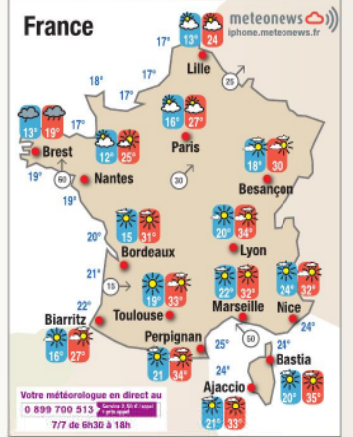 France
meteonews
iphone.meteonews.fr
17°
13° 24
Lille
17°
25
18°
17°
13° 19°
17°
16° 27°
Paris
Brest
12° 25°
18° 30
Besançon
19°
60
Nantes
30
19°
20° 34°
20°
15 31°
Lyon
Bordeaux
21°
15
19° 33°
22° 32°
24° 32°
22°
Biarritz
Toulouse
Marseille
Nice
16° 27°
Perpignan
50
24°
25°
24°
21 34°
Bastia
24°
20° 35°
Ajaccio
21° 33°
Votre météorologue en direct au
0 899 700 513
+ prix appel
7/7 de 6h30 à 18h